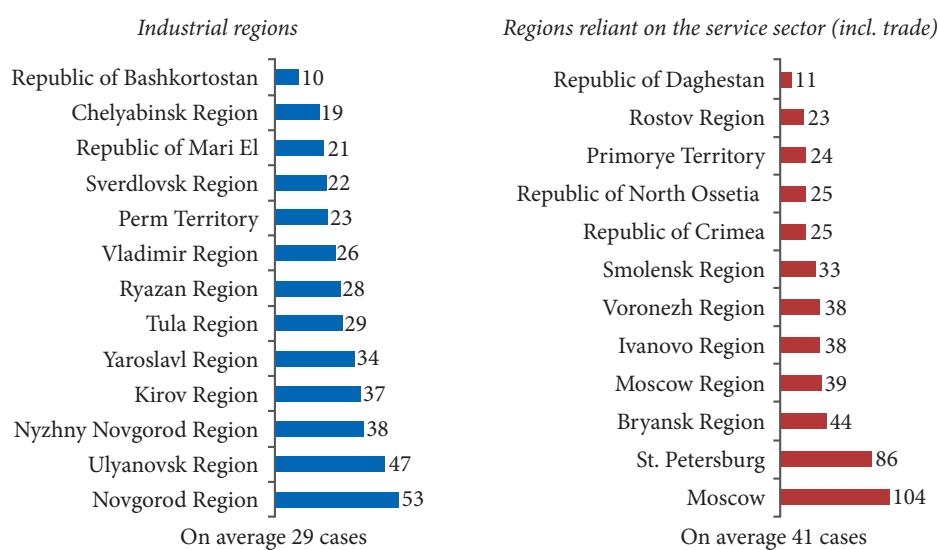 Industrial regions
Republic of Bashkortostan 10
Chelyabinsk Region 19
Republic of Mari El 21
Sverdlovsk Region 22
Perm Territory 23
Vladimir Region 26
Ryazan Region 28
Tula Region 29
Yaroslavl Region 34
Kirov Region 37
Nyzhny Novgorod Region 38
Ulyanovsk Region 47
Novgorod Region 53
On average 29 cases
Regions reliant on the service sector (incl. trade)
Republic of Daghestan 11
Rostov Region 23
Primorye Territory 24
Republic of North Ossetia 25
Republic of Crimea 25
Smolensk Region 33
Voronezh Region 38
Ivanovo Region 38
Moscow Region 39
Bryansk Region 44
St. Petersburg 86
Moscow 104
On average 41 cases